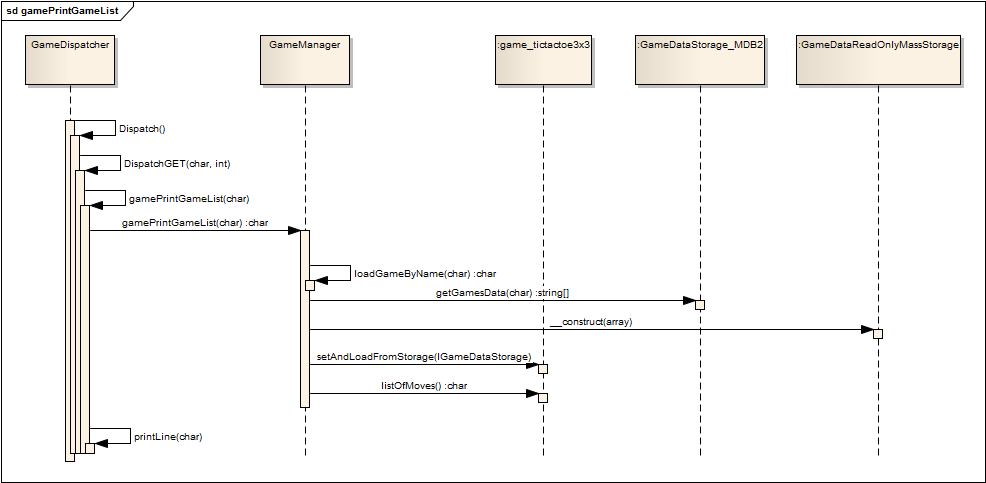 sd gamePrintGameList
GameDispatcher
GameManager
:game_tictactoe3x3
:GameDataStorage_MDB2
:GameDataReadOnlyMassStorage
Dispatch()
DispatchGET(char, int)
gamePrintGameList(char)
gamePrintGameList(char) :char
loadGameByName(char) :char
getGamesData(char) :string[]
__construct(array)
setAndLoadFromStorage(IGameDataStorage)
listOfMoves() :char
printLine(char)